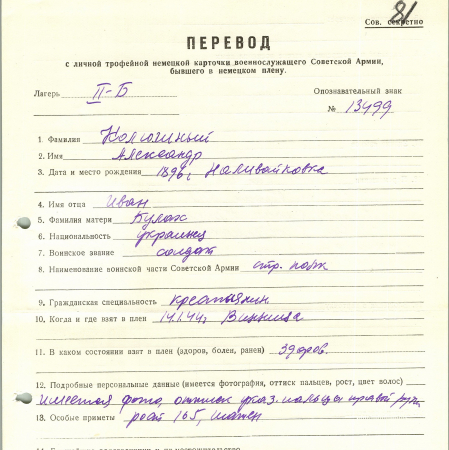 81
Сов. секретно
ПЕРЕВОД
с личной трофейной немецкой карточки военнослужащего Советской Армии,
бывшего в немецком плену.
Лагерь II-Б
Опознавательный знак
№ 13499
1. Фамилия
2. Имя Александр
3. Дата и место рождения 1896, Наливайковка
4. Имя отца Иван
5. Фамилия матери Кулах
6. Национальность украинец
7. Воинское звание солдат
8. Наименование воинской части Советской Армии стр. полк
9. Гражданская специальность крестьянин
10. Когда и где взят в плен 14.1.44, Винница
11. В каком состоянии взят в плен (здоров, болен, ранен) здоров.
12. Подробные персональные данные (имеется фотография, оттиск пальцев, рост, цвет волос)
Имеется фото, оттиск указ. пальца правой руки
13. Особые приметы рост 165, шатен